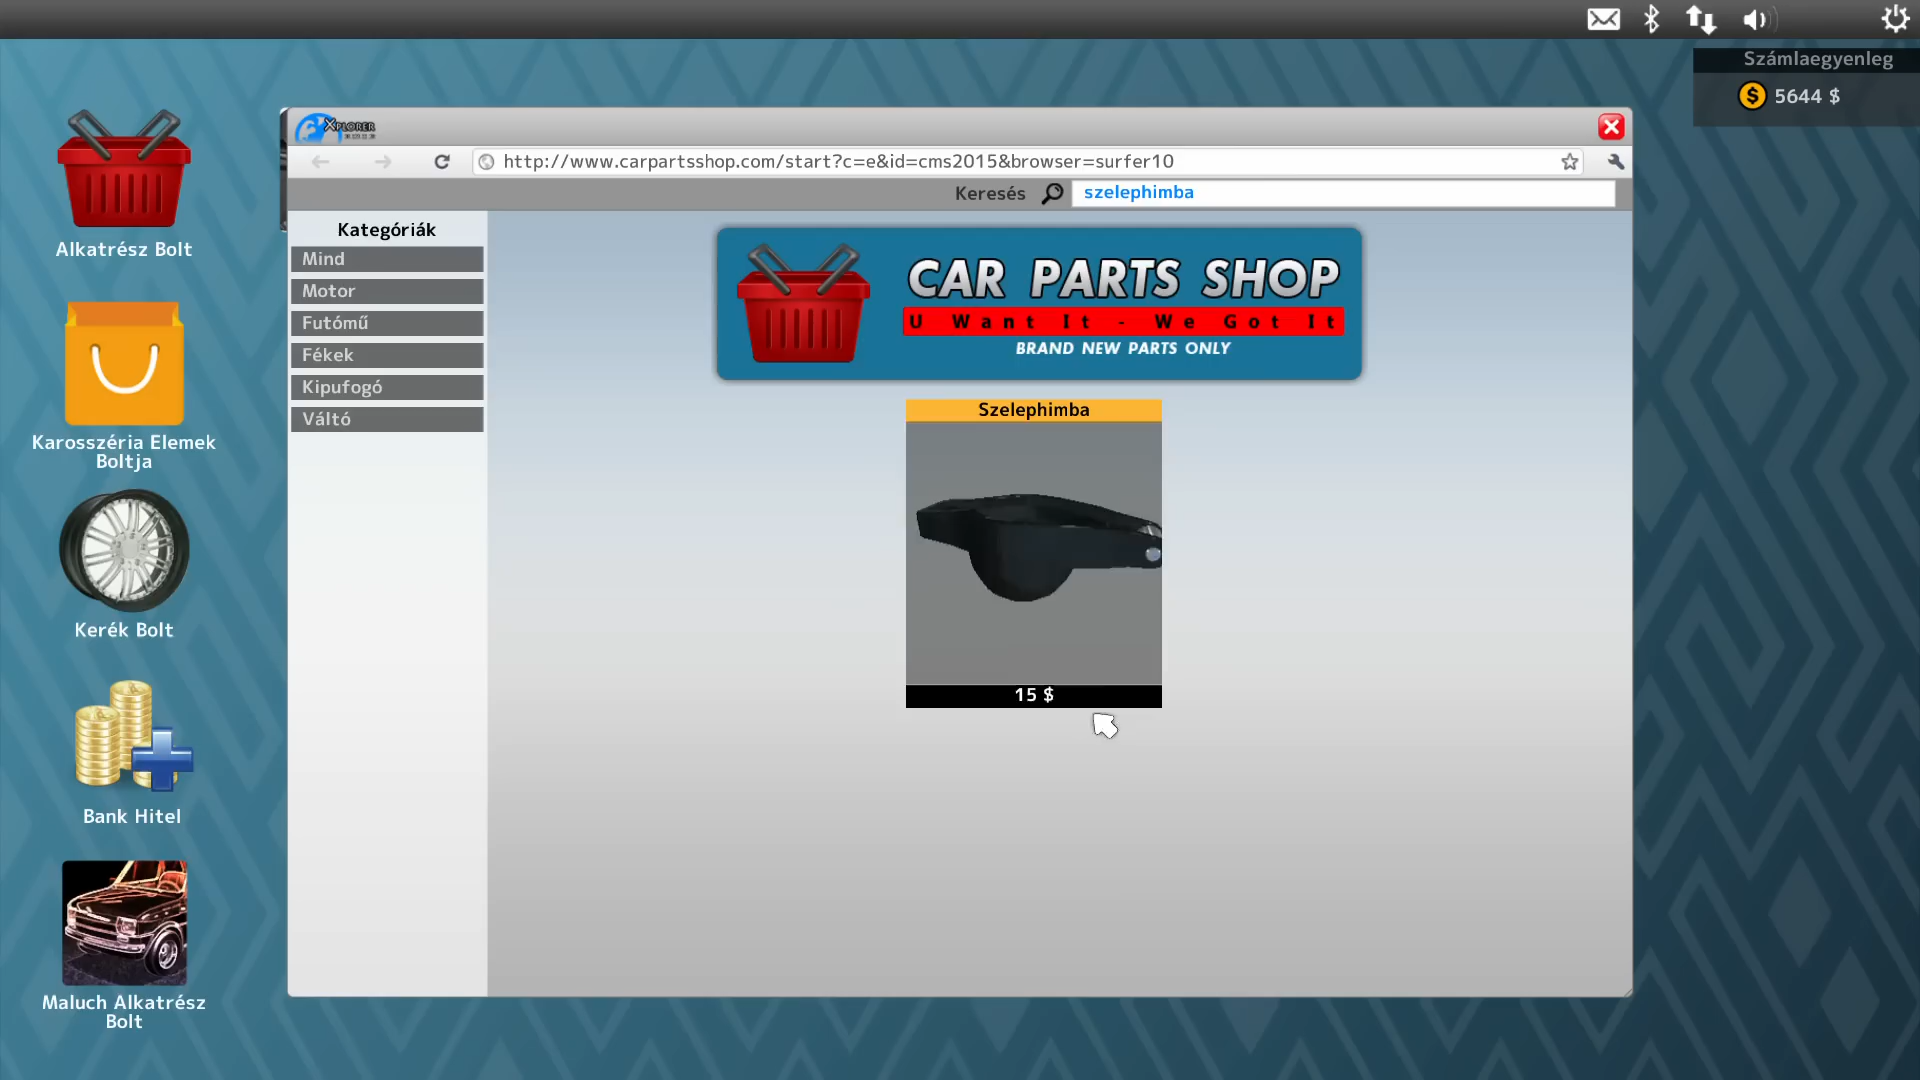 Számlaegyenleg
5644 $
Alkatrész Bolt
Karosszéria Elemek
Boltja
Kerék Bolt
Bank Hitel
Maluch Alkatrész
Bolt
XPLORER
http://www.carpartsshop.com/start?c=e&id=cms2015&browser=surfer10
Keresés
szelephimba
Kategóriák
Mind
Motor
Futómű
Fékek
Kipufogó
Váltó
CAR PARTS SHOP
U Want It - We Got It
BRAND NEW PARTS ONLY
Szelephimba
15 $